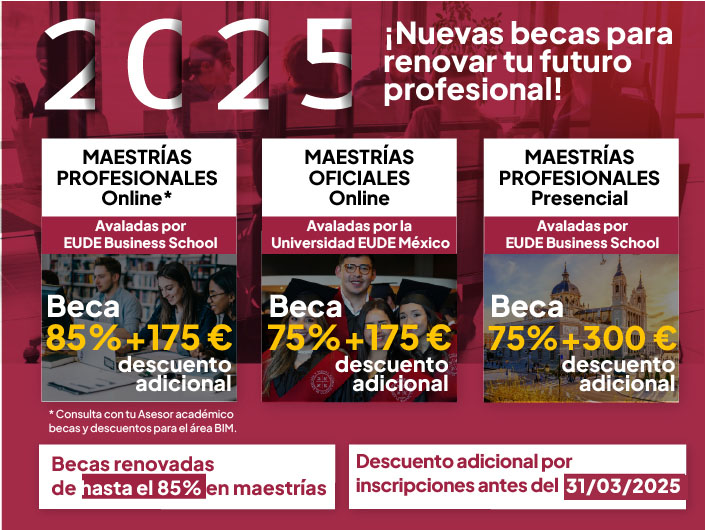 2025
¡Nuevas becas para
renovar tu futuro
profesional!
MAESTRÍAS
PROFESIONALES
Online*
Avaladas por
EUDE Business School
Beca
85% + 175 €
descuento
adicional
MAESTRÍAS
OFICIALES
Online
Avaladas por la
Universidad EUDE México
Beca
75% + 175 €
descuento
adicional
MAESTRÍAS
PROFESIONALES
Presencial
Avaladas por
EUDE Business School
Beca
75% + 300 €
descuento
adicional
* Consulta con tu Asesor académico
becas y descuentos para el área BIM.
Becas renovadas
de hasta el 85% en maestrías
Descuento adicional por
inscripciones antes del 31/03/2025